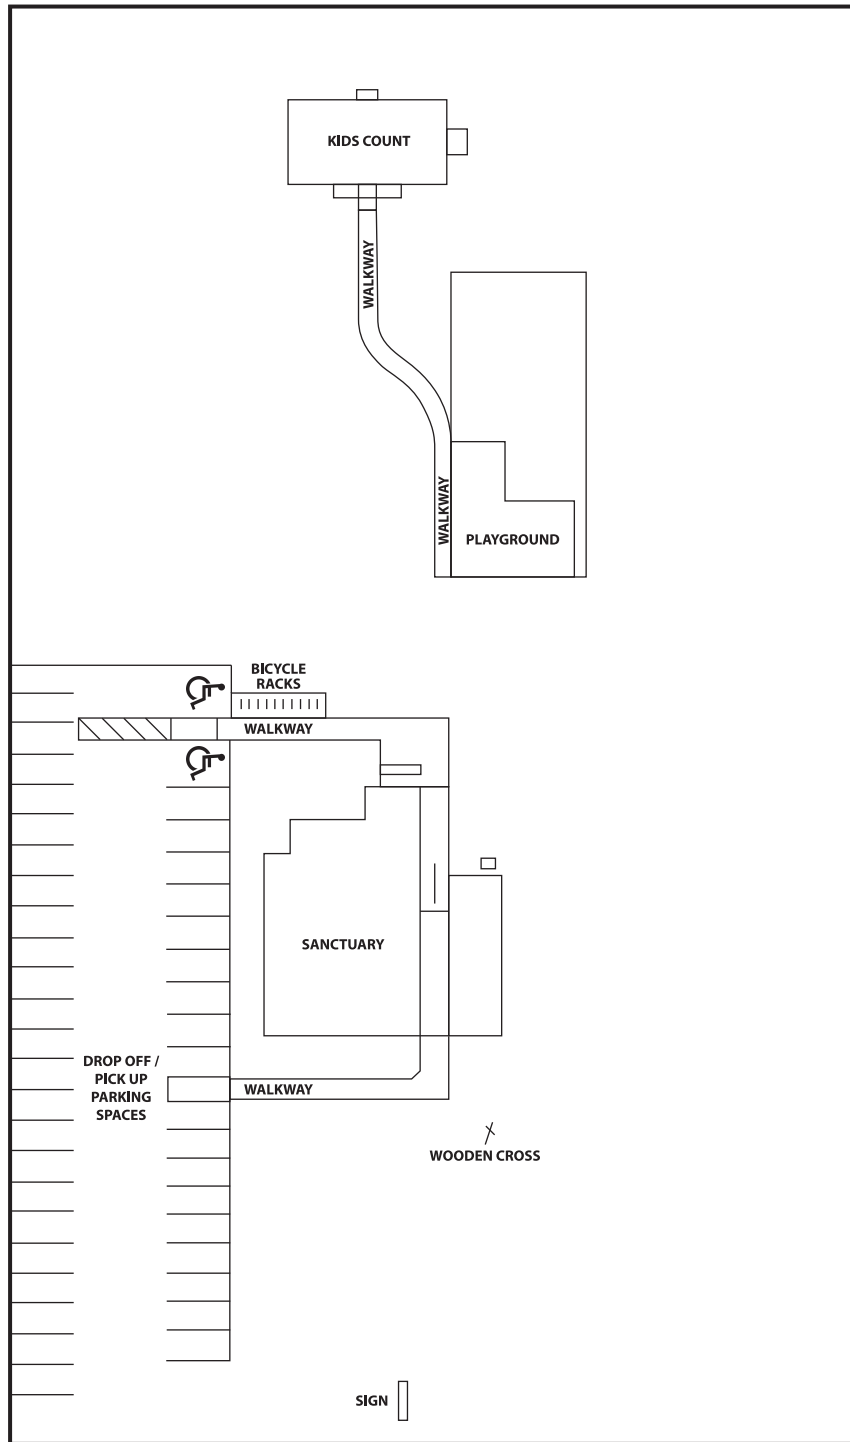 KIDS COUNT
WALKWAY
WALKWAY
PLAYGROUND
BICYCLE
RACKS
WALKWAY
SANCTUARY
DROP OFF /
PICK UP
PARKING
SPACES
WALKWAY
WOODEN CROSS
SIGN